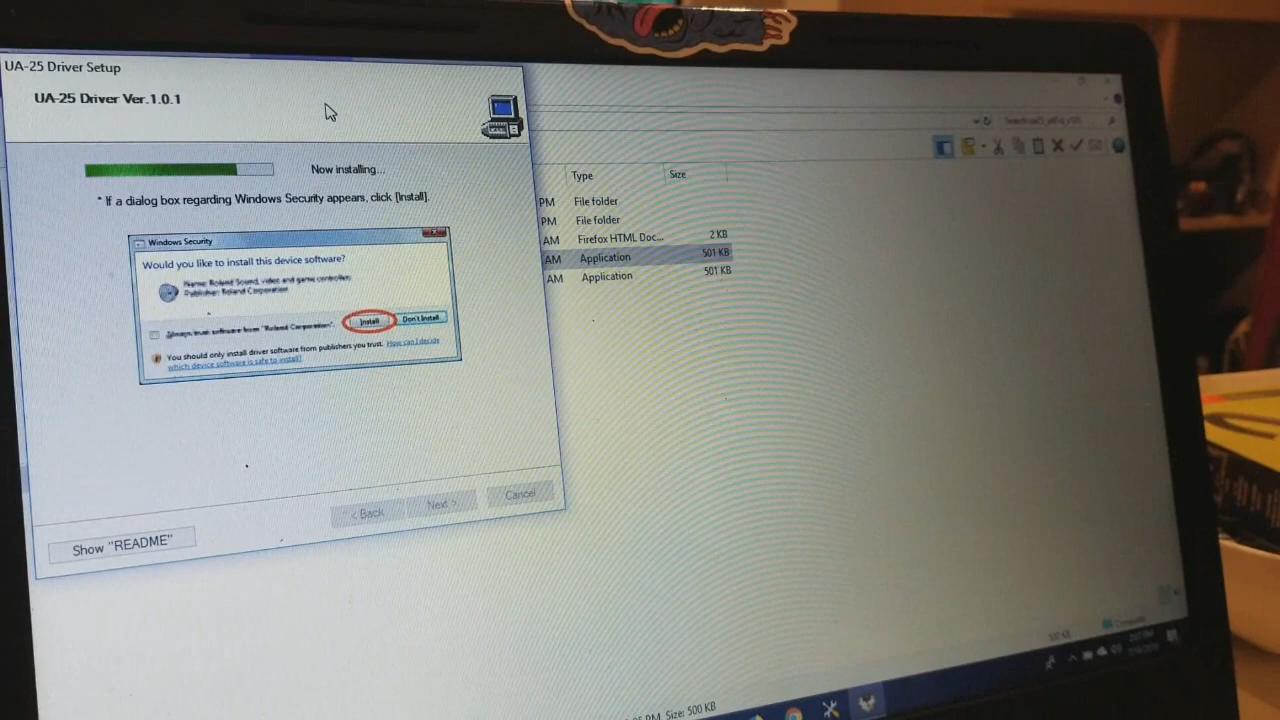 UA-25 Driver Setup
UA-25 Driver Ver.1.0.1
Now installing...
* If a dialog box regarding Windows Security appears, click [Install].
Windows Security
Would you like to install this device software?
Name: Roland Sound, video and game controllers
Publisher: Roland Corporation
Always trust software from "Roland Corporation".
Install
Don't Install
You should only install driver software from publishers you trust. How can I decide
which device software is safe to install?
< Back
Next >
Cancel
Show "README"
Type
Size
PM File folder
PM File folder
AM Firefox HTML Doc... 2 KB
AM Application 501 KB
AM Application 501 KB
PM Size: 500 KB